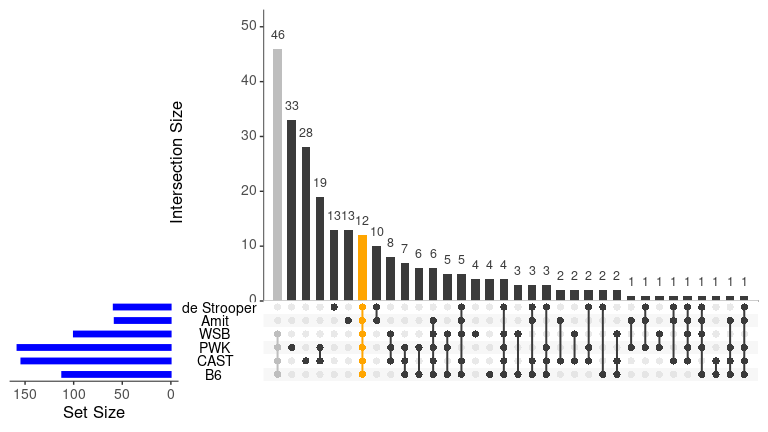 50
46
40
33
30
28
Intersection Size
20
19
13 13 12
10
10
8
7
6 6
5 5
4 4 4
3 3 3
2 2 2 2 2
1 1 1 1 1 1 1 1 1
0
de Strooper
Amit
WSB
PWK
CAST
B6
150 100 50 0
Set Size